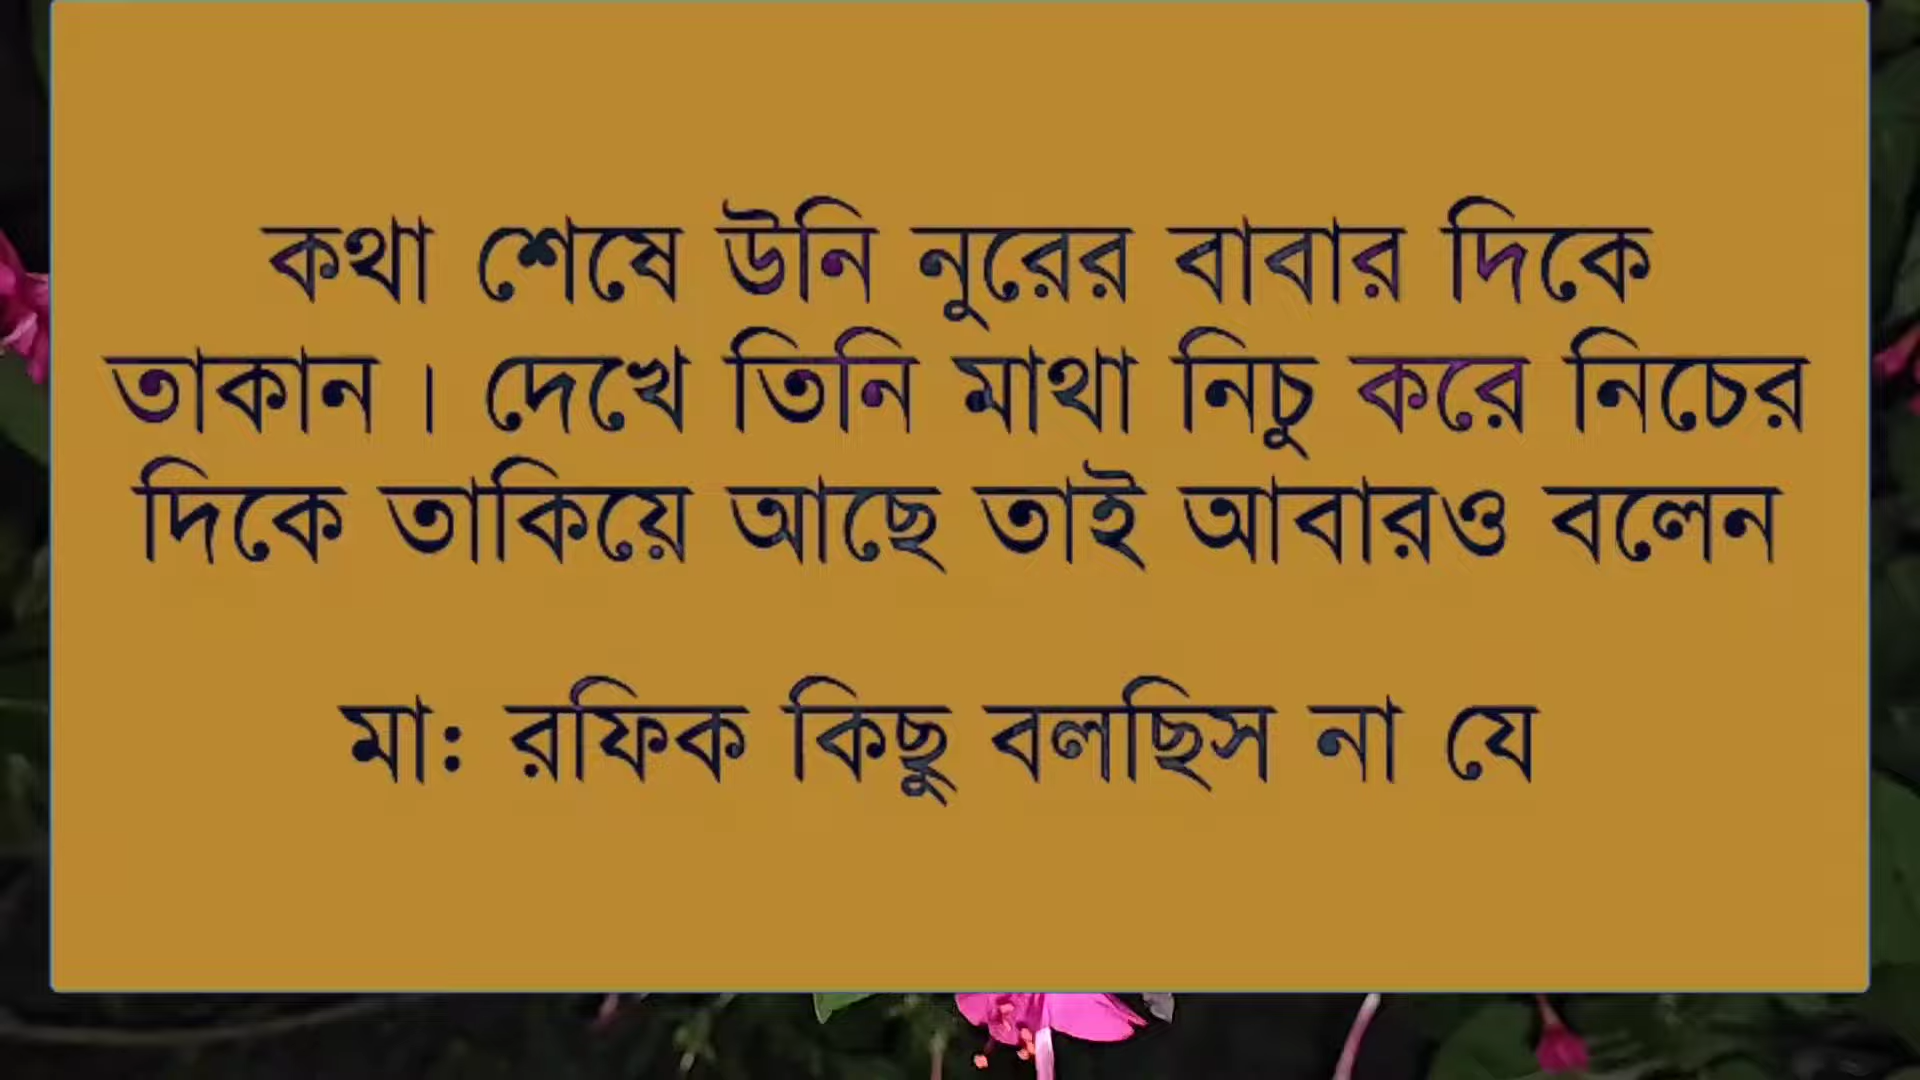 কথা শেষে উনি নুরের বাবার দিকে
তাকান । দেখে তিনি মাথা নিচু করে নিচের
দিকে তাকিয়ে আছে তাই আবারও বলেন
মা: রফিক কিছু বলছিস না যে